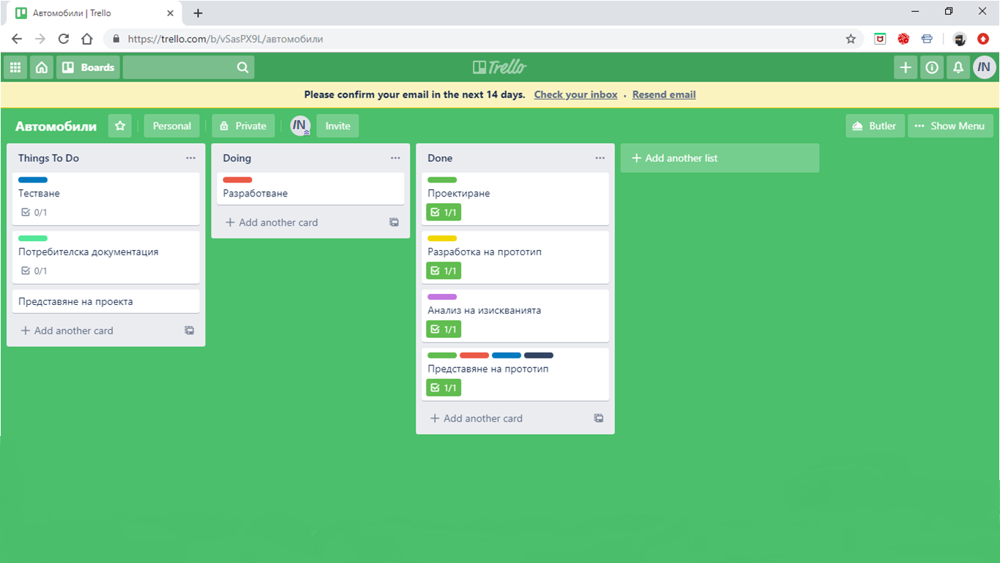 Автомобили | Trello
https://trello.com/b/vSasPX9L/автомобили
Boards
Trello
IN
Please confirm your email in the next 14 days. Check your inbox · Resend email
Автомобили
Personal
Private
IN
Invite
Butler
Show Menu
Things To Do
Тестване
0/1
Потребителска документация
0/1
Представяне на проекта
+ Add another card
Doing
Разработване
+ Add another card
Done
Проектиране
1/1
Разработка на прототип
1/1
Анализ на изискванията
1/1
Представяне на прототип
1/1
+ Add another card
+ Add another list